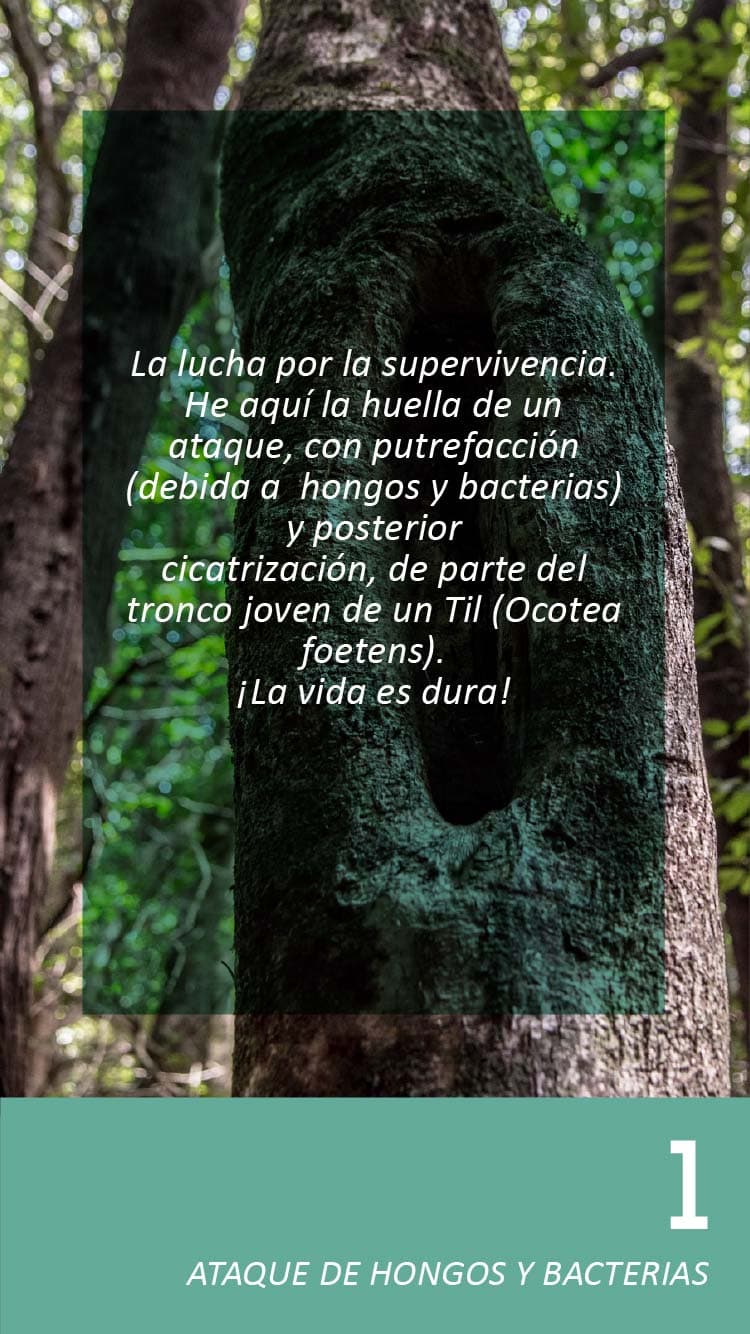 La lucha por la supervivencia.
He aquí la huella de un
ataque, con putrefacción
(debida a  hongos y bacterias)
y posterior
cicatrización, de parte del
tronco joven de un Til (Ocotea
foetens).
¡La vida es dura!
1
ATAQUE DE HONGOS Y BACTERIAS